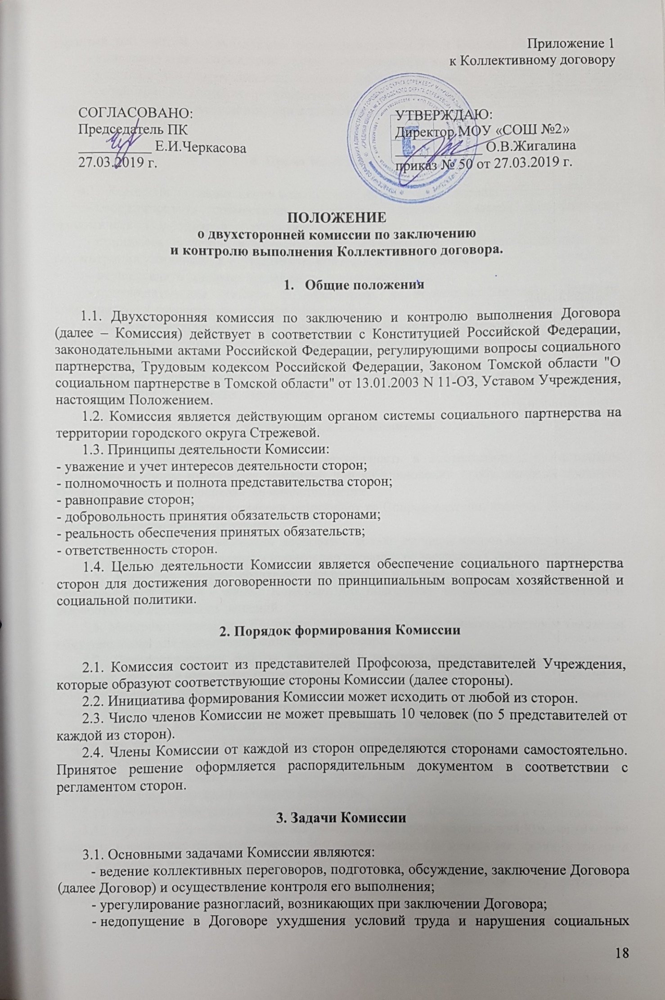 Приложение 1
к Коллективному договору
СОГЛАСОВАНО:
Председатель ПК
__________ Е.И.Черкасова
27.03.2019 г.
УТВЕРЖДАЮ:
Директор МОУ «СОШ №2»
____________ О.В.Жигалина
приказ № 50 от 27.03.2019 г.
ПОЛОЖЕНИЕ
о двухсторонней комиссии по заключению
и контролю выполнения Коллективного договора.
1. Общие положения
1.1. Двухсторонняя комиссия по заключению и контролю выполнения Договора
(далее – Комиссия) действует в соответствии с Конституцией Российской Федерации,
законодательными актами Российской Федерации, регулирующими вопросы социального
партнерства, Трудовым кодексом Российской Федерации, Законом Томской области "О
социальном партнерстве в Томской области" от 13.01.2003 N 11-ОЗ, Уставом Учреждения,
настоящим Положением.
1.2. Комиссия является действующим органом системы социального партнерства на
территории городского округа Стрежевой.
1.3. Принципы деятельности Комиссии:
- уважение и учет интересов деятельности сторон;
- полномочность и полнота представительства сторон;
- равноправие сторон;
- добровольность принятия обязательств сторонами;
- реальность обеспечения принятых обязательств;
- ответственность сторон.
1.4. Целью деятельности Комиссии является обеспечение социального партнерства
сторон для достижения договоренности по принципиальным вопросам хозяйственной и
социальной политики.
2. Порядок формирования Комиссии
2.1. Комиссия состоит из представителей Профсоюза, представителей Учреждения,
которые образуют соответствующие стороны Комиссии (далее стороны).
2.2. Инициатива формирования Комиссии может исходить от любой из сторон.
2.3. Число членов Комиссии не может превышать 10 человек (по 5 представителей от
каждой из сторон).
2.4. Члены Комиссии от каждой из сторон определяются сторонами самостоятельно.
Принятое решение оформляется распорядительным документом в соответствии с
регламентом сторон.
3. Задачи Комиссии
3.1. Основными задачами Комиссии являются:
- ведение коллективных переговоров, подготовка, обсуждение, заключение Договора
(далее Договор) и осуществление контроля его выполнения;
- урегулирование разногласий, возникающих при заключении Договора;
- недопущение в Договоре ухудшения условий труда и нарушения социальных
18